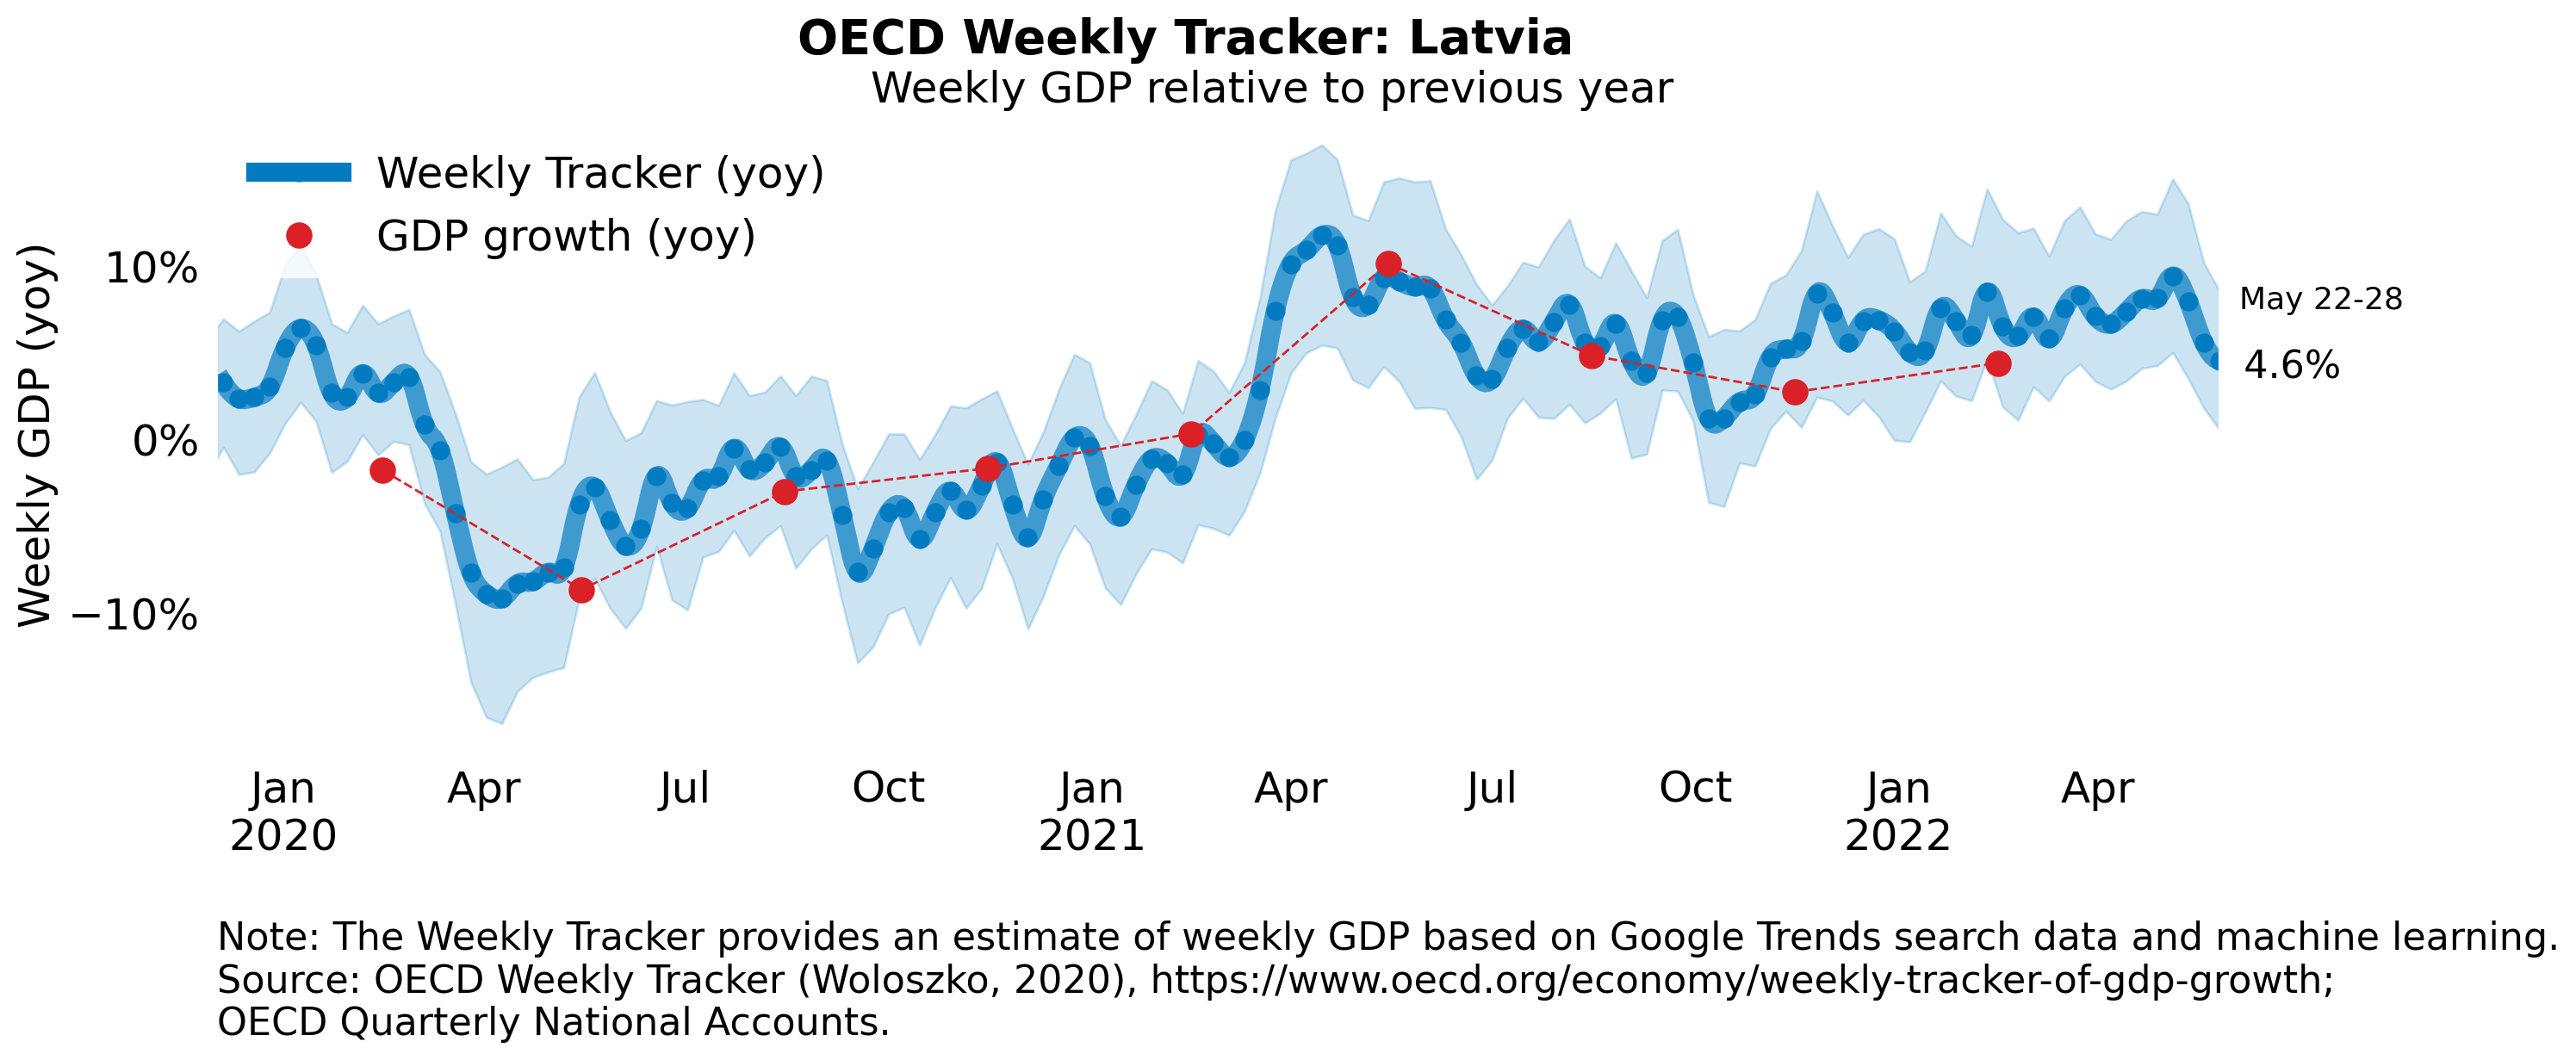 OECD Weekly Tracker: Latvia
Weekly GDP relative to previous year
Weekly Tracker (yoy)
GDP growth (yoy)
Weekly GDP (yoy)
10%
0%
−10%
May 22-28
4.6%
Jan Apr Jul Oct Jan Apr Jul Oct Jan Apr
2020 2021 2022
Note: The Weekly Tracker provides an estimate of weekly GDP based on Google Trends search data and machine learning.
Source: OECD Weekly Tracker (Woloszko, 2020), https://www.oecd.org/economy/weekly-tracker-of-gdp-growth;
OECD Quarterly National Accounts.